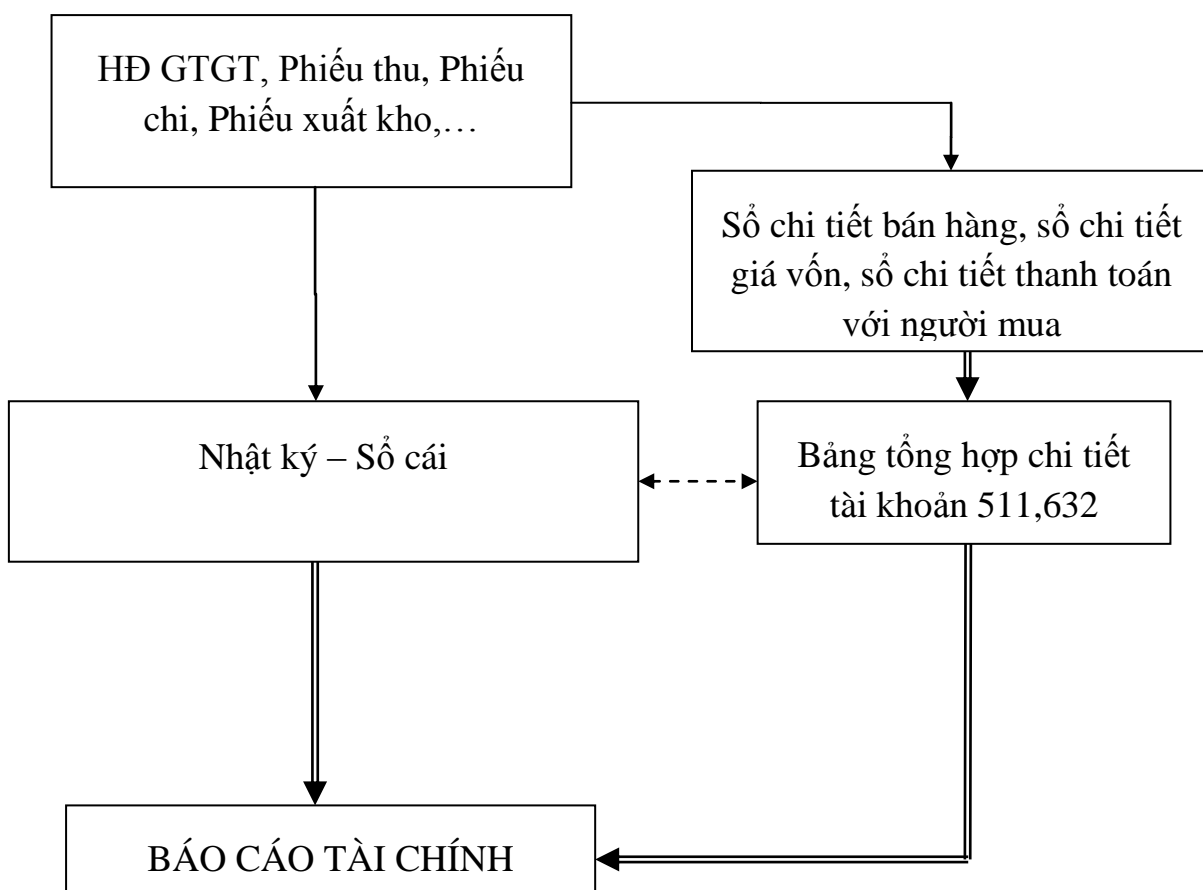 HĐ GTGT, Phiếu thu, Phiếu
chi, Phiếu xuất kho,…
Sổ chi tiết bán hàng, sổ chi tiết
giá vốn, sổ chi tiết thanh toán
với người mua
Nhật ký – Sổ cái
Bảng tổng hợp chi tiết
tài khoản 511,632
BÁO CÁO TÀI CHÍNH